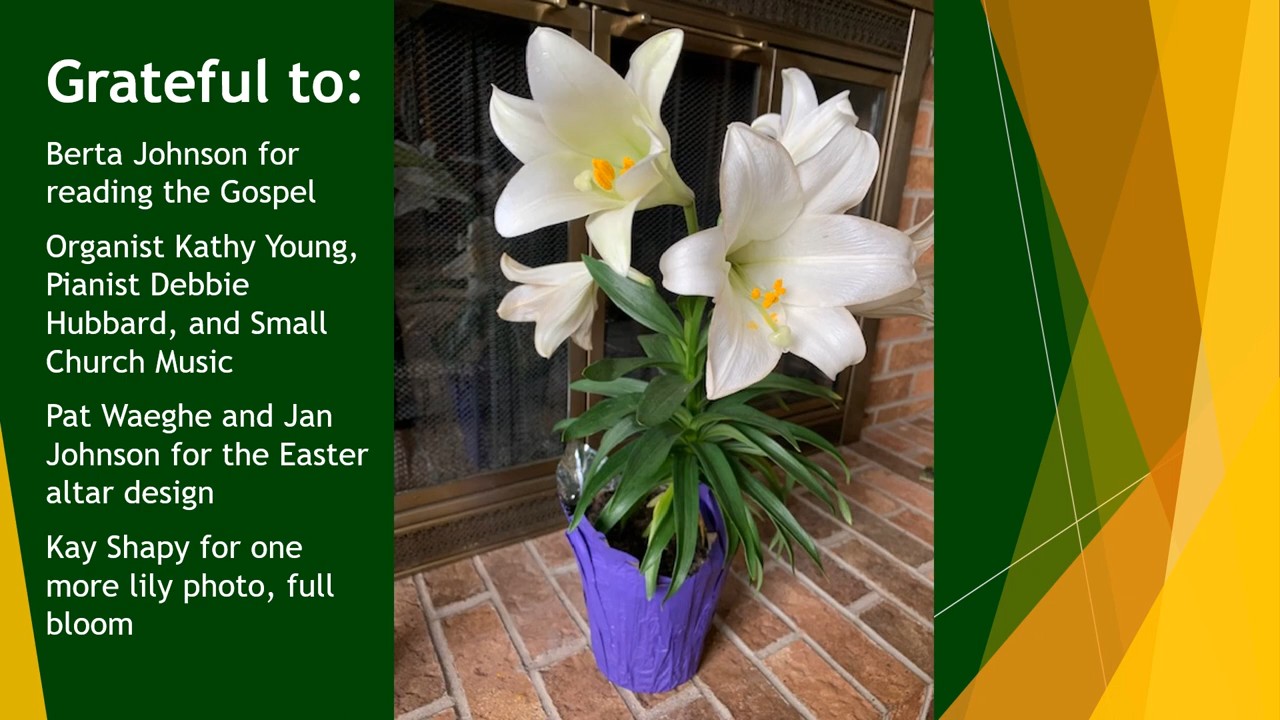 Grateful to:
Berta Johnson for
reading the Gospel
Organist Kathy Young,
Pianist Debbie
Hubbard, and Small
Church Music
Pat Waeghe and Jan
Johnson for the Easter
altar design
Kay Shapy for one
more lily photo, full
bloom